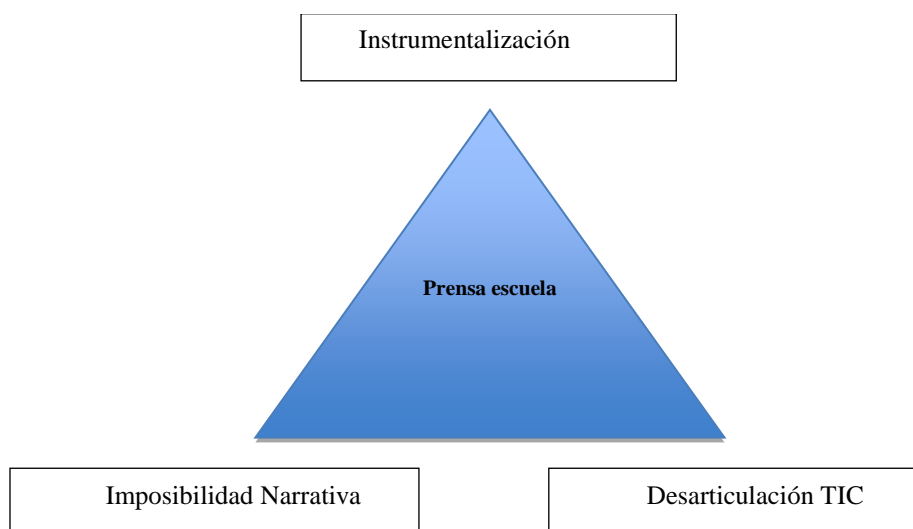 Instrumentalización
Prensa escuela
Imposibilidad Narrativa
Desarticulación TIC